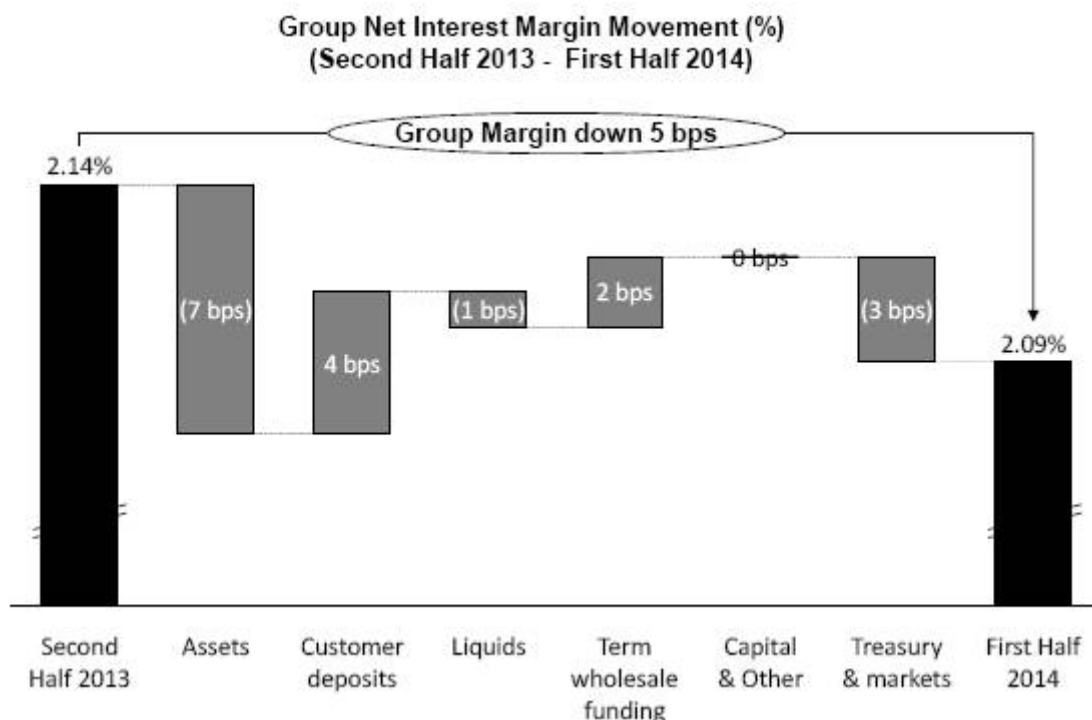 Group Net Interest Margin Movement (%)
(Second Half 2013 - First Half 2014)
Group Margin down 5 bps
2.14%
(7 bps)
4 bps
(1 bps)
2 bps
0 bps
(3 bps)
2.09%
Second
Half 2013
Assets
Customer
deposits
Liquids
Term
wholesale
funding
Capital
& Other
Treasury
& markets
First Half
2014